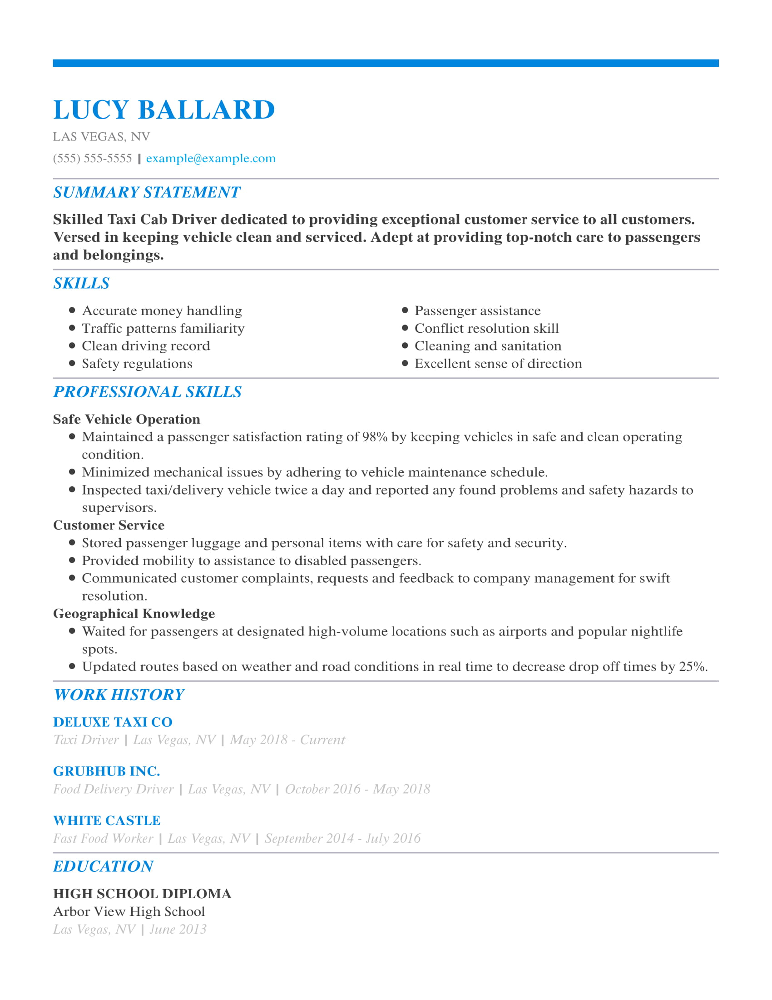 LUCY BALLARD
LAS VEGAS, NV
(555) 555-5555 | example@example.com
SUMMARY STATEMENT
Skilled Taxi Cab Driver dedicated to providing exceptional customer service to all customers.
Versed in keeping vehicle clean and serviced. Adept at providing top-notch care to passengers
and belongings.
SKILLS
• Accurate money handling
• Traffic patterns familiarity
• Clean driving record
• Safety regulations
• Passenger assistance
• Conflict resolution skill
• Cleaning and sanitation
• Excellent sense of direction
PROFESSIONAL SKILLS
Safe Vehicle Operation
• Maintained a passenger satisfaction rating of 98% by keeping vehicles in safe and clean operating
condition.
• Minimized mechanical issues by adhering to vehicle maintenance schedule.
• Inspected taxi/delivery vehicle twice a day and reported any found problems and safety hazards to
supervisors.
Customer Service
• Stored passenger luggage and personal items with care for safety and security.
• Provided mobility to assistance to disabled passengers.
• Communicated customer complaints, requests and feedback to company management for swift
resolution.
Geographical Knowledge
• Waited for passengers at designated high-volume locations such as airports and popular nightlife
spots.
• Updated routes based on weather and road conditions in real time to decrease drop off times by 25%.
WORK HISTORY
DELUXE TAXI CO
Taxi Driver | Las Vegas, NV | May 2018 - Current
GRUBHUB INC.
Food Delivery Driver | Las Vegas, NV | October 2016 - May 2018
WHITE CASTLE
Fast Food Worker | Las Vegas, NV | September 2014 - July 2016
EDUCATION
HIGH SCHOOL DIPLOMA
Arbor View High School
Las Vegas, NV | June 2013